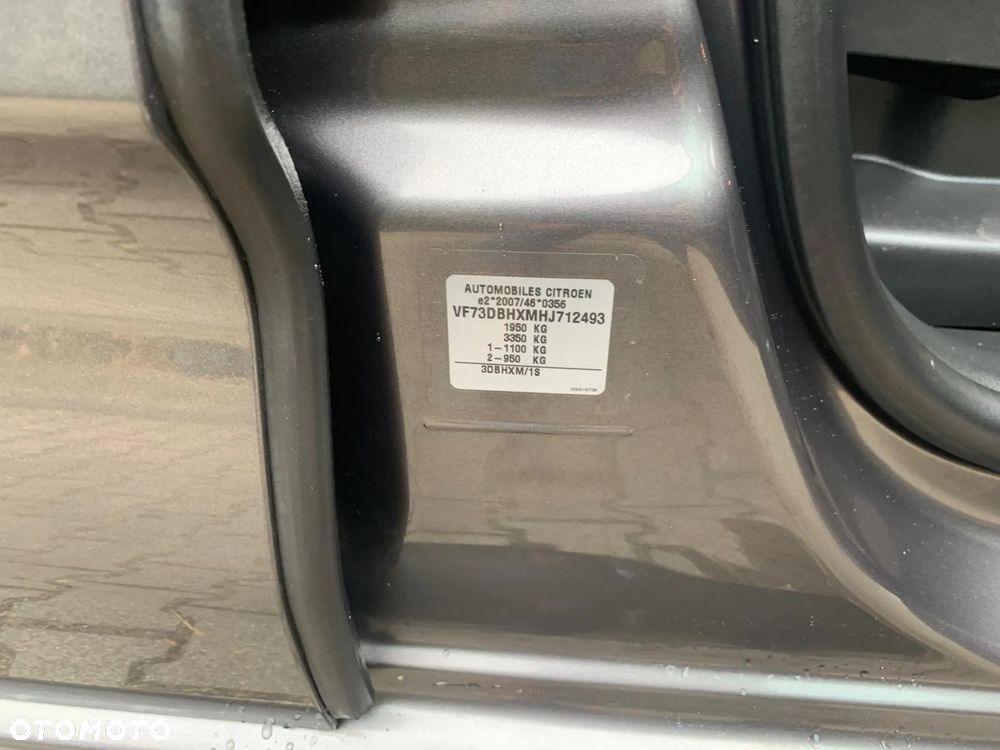 AUTOMOBILES CITROEN
e2*2007/46*0356
VF73DBHXMHJ712493
1950 KG
3350 KG
1-1100 KG
2-950 KG
3DBHXM/1S
OTOMOTO